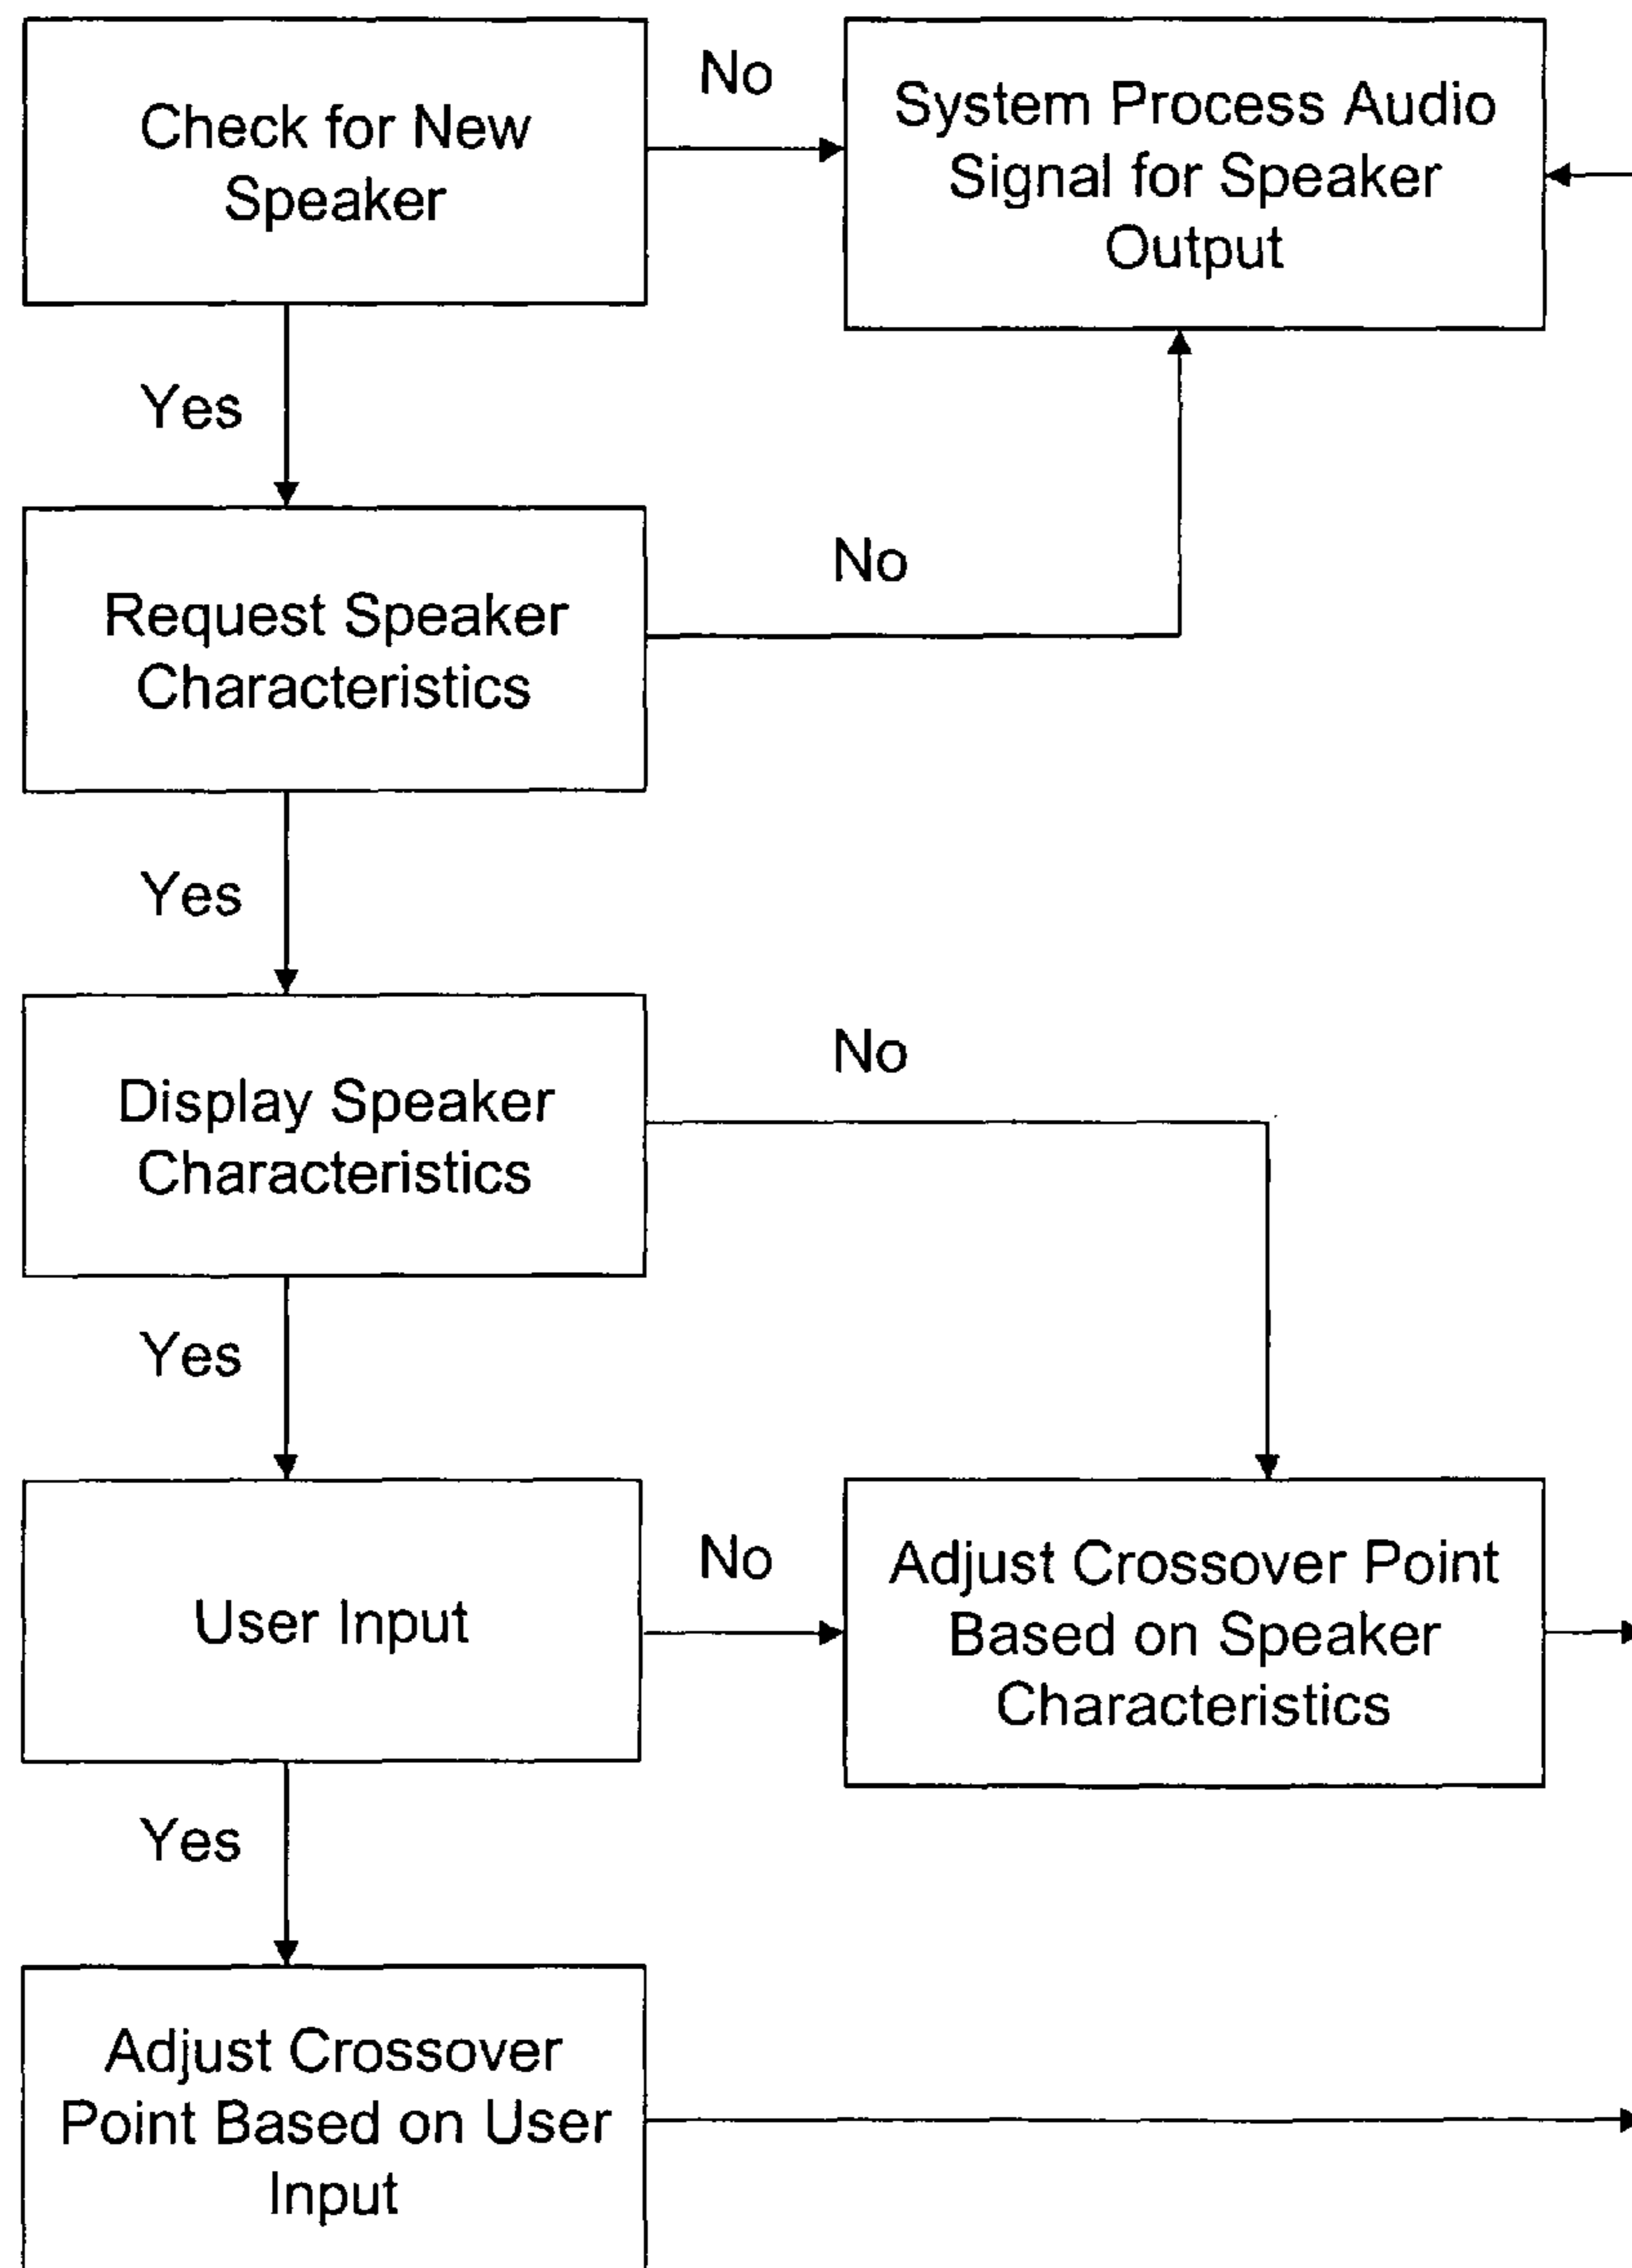 Check for New
Speaker
No
System Process Audio
Signal for Speaker
Output
Yes
Request Speaker
Characteristics
No
Yes
Display Speaker
Characteristics
No
Yes
User Input
No
Adjust Crossover Point
Based on Speaker
Characteristics
Yes
Adjust Crossover
Point Based on User
Input